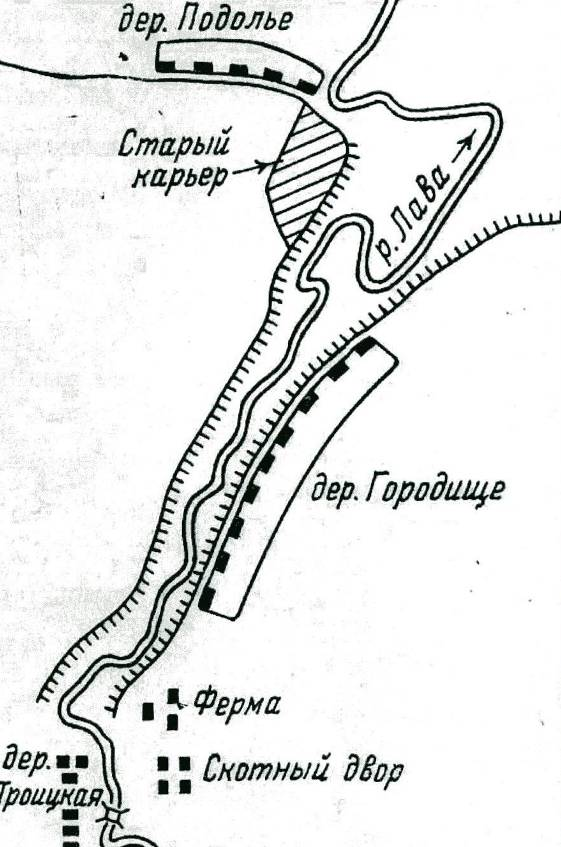 дер. Подолье
Старый
карьер
р. Лава
дер. Городище
Ферма
дер.
Троицкая
Скотный двор